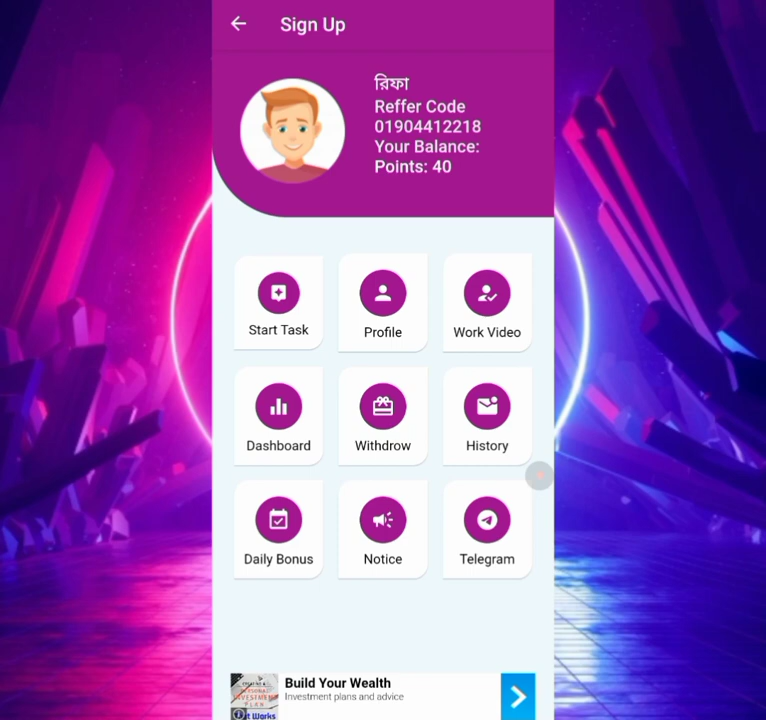 Sign Up
রিফা
Reffer Code
01904412218
Your Balance:
Points: 40
Start Task
Profile
Work Video
Dashboard
Withdrow
History
Daily Bonus
Notice
Telegram
Build Your Wealth
Investment plans and advice